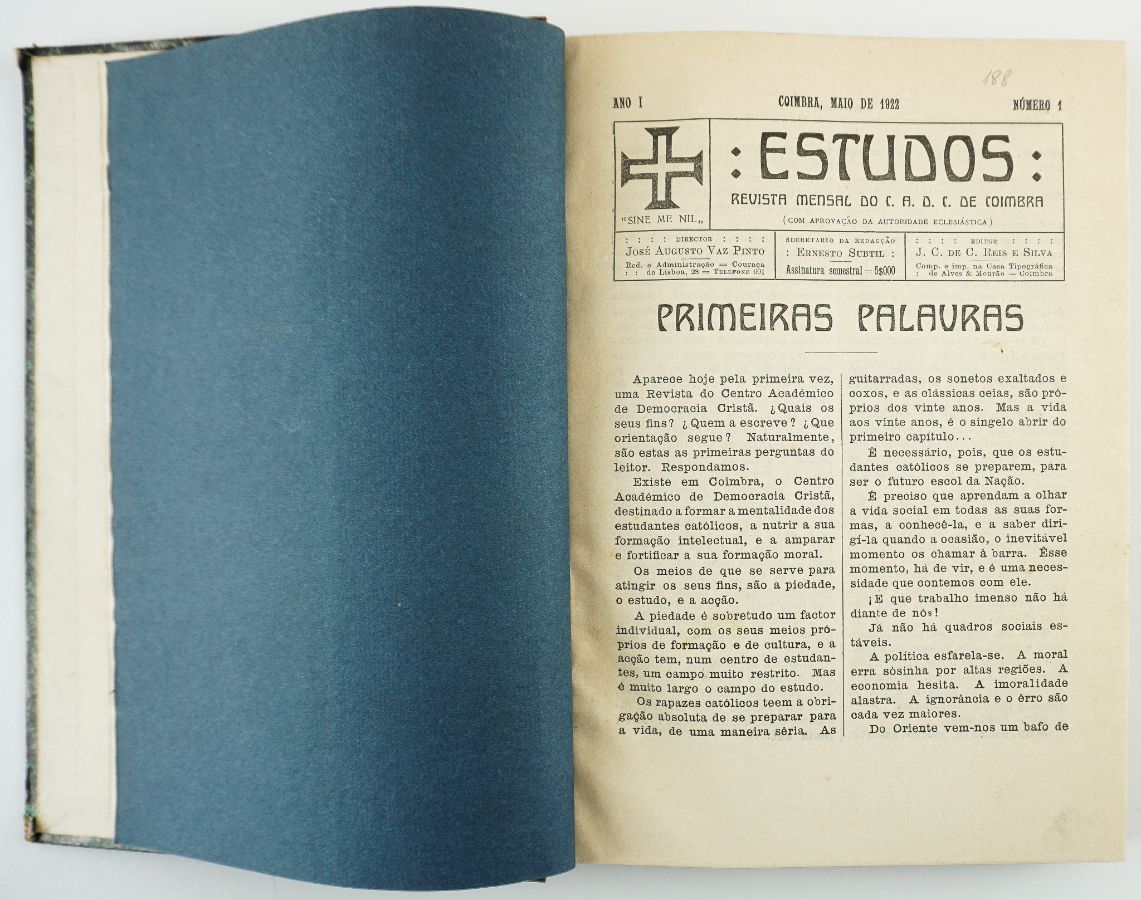 188
ANO I COIMBRA, MAIO DE 1922 NÚMERO 1
: ESTUDOS :
REVISTA MENSAL DO C. A. D. C. DE COIMBRA
(COM APROVAÇÃO DA AUTORIDADE ECLESIÁSTICA)
"SINE ME NIL„
: : : : DIRECTOR : : : :
JOSÉ AUGUSTO VAZ PINTO
Red. e Administração — Couraça
: : de Lisboa, 28 — TELEFONE 601
SECRETARIO DA REDACÇÃO
: ERNESTO SUBTIL :
Assinatura semestral — 5$000
: : : : EDITOR : : : :
J. C. DE C. REIS E SILVA
Comp. e imp. na Casa Tipográfica
: de Alves & Mourão — Coimbra
PRIMEIRAS PALAVRAS
Aparece hoje pela primeira vez,
uma Revista do Centro Académico
de Democracia Cristã. ¿Quais os
seus fins? ¿Quem a escreve? ¿Que
orientação segue? Naturalmente,
são estas as primeiras perguntas do
leitor. Respondamos.
Existe em Coimbra, o Centro
Académico de Democracia Cristã,
destinado a formar a mentalidade dos
estudantes católicos, a nutrir a sua
formação intelectual, e a amparar
e fortificar a sua formação moral.
Os meios de que se serve para
atingir os seus fins, são a piedade,
o estudo, e a acção.
A piedade é sobretudo um factor
individual, com os seus meios pró-
prios de formação e de cultura, e a
acção tem, num centro de estudan-
tes, um campo muito restrito. Mas
é muito largo o campo do estudo.
Os rapazes católicos teem a obri-
gação absoluta de se preparar para
a vida, de uma maneira séria. As
guitarradas, os sonetos exaltados e
coxos, e as clássicas ceias, são pró-
prios dos vinte anos. Mas a vida
aos vinte anos, é o singelo abrir do
primeiro capítulo...
É necessário, pois, que os estu-
dantes católicos se preparem, para
ser o futuro escol da Nação.
É preciso que aprendam a olhar
a vida social em todas as suas for-
mas, a conhecê-la, e a saber diri-
gi-la quando a ocasião, o inevitável
momento os chamar à barra. Êsse
momento, há de vir, e é uma neces-
sidade que contemos com ele.
¡E que trabalho imenso não há
diante de nós!
Já não há quadros sociais es-
táveis.
A política esfarela-se. A moral
erra sòsinha por altas regiões. A
economia hesita. A imoralidade
alastra. A ignorância e o êrro são
cada vez maiores.
Do Oriente vem-nos um bafo de